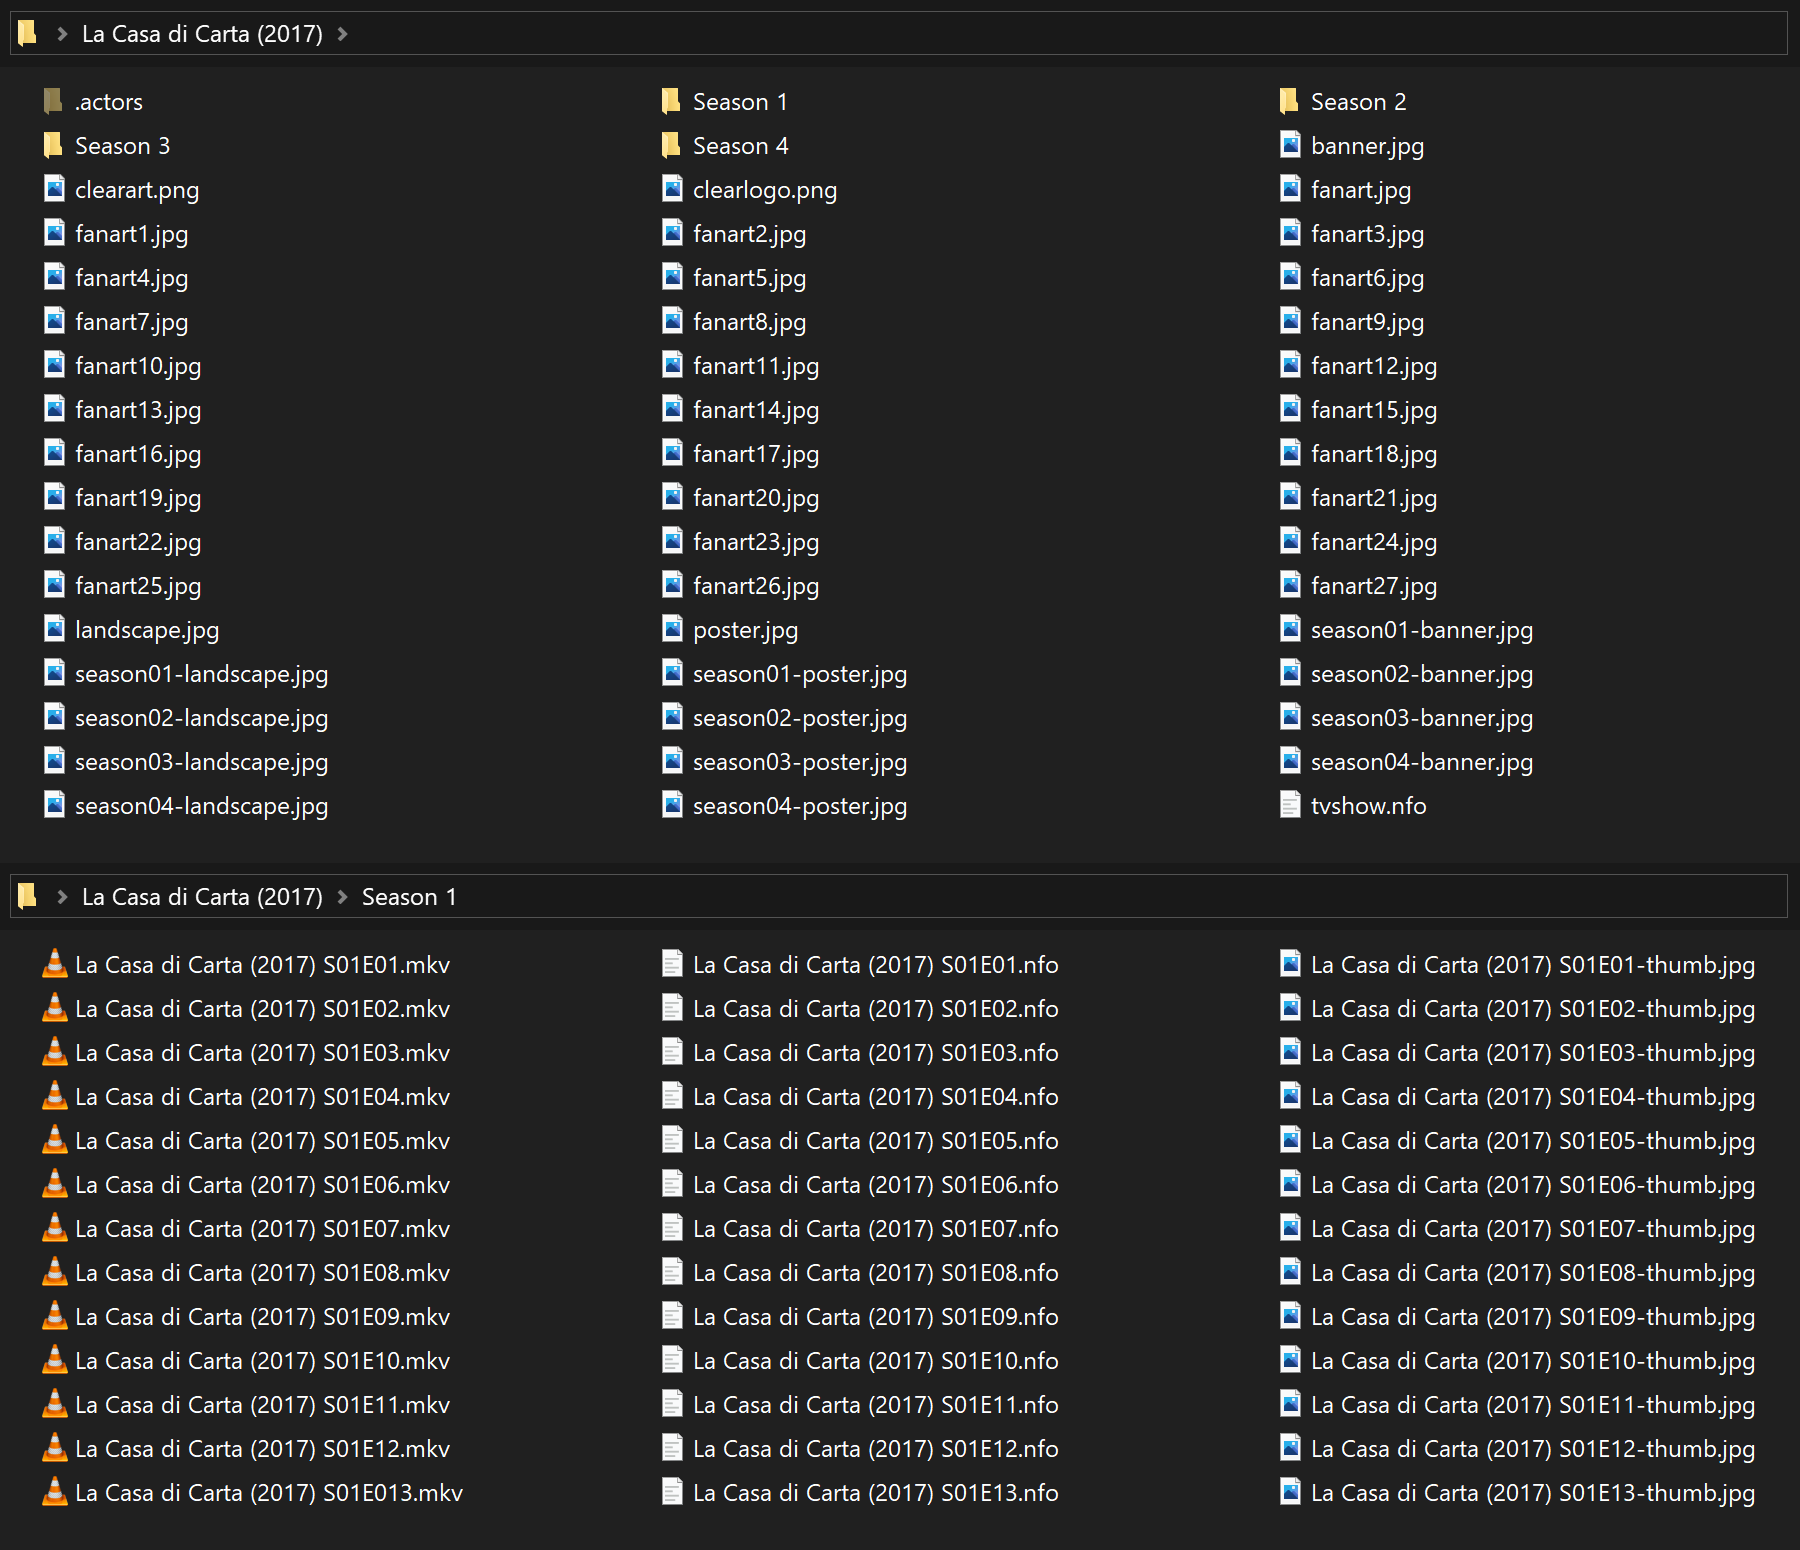 La Casa di Carta (2017)
.actors Season 1 Season 2
Season 3 Season 4 banner.jpg
clearart.png clearlogo.png fanart.jpg
fanart1.jpg fanart2.jpg fanart3.jpg
fanart4.jpg fanart5.jpg fanart6.jpg
fanart7.jpg fanart8.jpg fanart9.jpg
fanart10.jpg fanart11.jpg fanart12.jpg
fanart13.jpg fanart14.jpg fanart15.jpg
fanart16.jpg fanart17.jpg fanart18.jpg
fanart19.jpg fanart20.jpg fanart21.jpg
fanart22.jpg fanart23.jpg fanart24.jpg
fanart25.jpg fanart26.jpg fanart27.jpg
landscape.jpg poster.jpg season01-banner.jpg
season01-landscape.jpg season01-poster.jpg season02-banner.jpg
season02-landscape.jpg season02-poster.jpg season03-banner.jpg
season03-landscape.jpg season03-poster.jpg season04-banner.jpg
season04-landscape.jpg season04-poster.jpg tvshow.nfo
La Casa di Carta (2017) Season 1
La Casa di Carta (2017) S01E01.mkv La Casa di Carta (2017) S01E01.nfo La Casa di Carta (2017) S01E01-thumb.jpg
La Casa di Carta (2017) S01E02.mkv La Casa di Carta (2017) S01E02.nfo La Casa di Carta (2017) S01E02-thumb.jpg
La Casa di Carta (2017) S01E03.mkv La Casa di Carta (2017) S01E03.nfo La Casa di Carta (2017) S01E03-thumb.jpg
La Casa di Carta (2017) S01E04.mkv La Casa di Carta (2017) S01E04.nfo La Casa di Carta (2017) S01E04-thumb.jpg
La Casa di Carta (2017) S01E05.mkv La Casa di Carta (2017) S01E05.nfo La Casa di Carta (2017) S01E05-thumb.jpg
La Casa di Carta (2017) S01E06.mkv La Casa di Carta (2017) S01E06.nfo La Casa di Carta (2017) S01E06-thumb.jpg
La Casa di Carta (2017) S01E07.mkv La Casa di Carta (2017) S01E07.nfo La Casa di Carta (2017) S01E07-thumb.jpg
La Casa di Carta (2017) S01E08.mkv La Casa di Carta (2017) S01E08.nfo La Casa di Carta (2017) S01E08-thumb.jpg
La Casa di Carta (2017) S01E09.mkv La Casa di Carta (2017) S01E09.nfo La Casa di Carta (2017) S01E09-thumb.jpg
La Casa di Carta (2017) S01E10.mkv La Casa di Carta (2017) S01E10.nfo La Casa di Carta (2017) S01E10-thumb.jpg
La Casa di Carta (2017) S01E11.mkv La Casa di Carta (2017) S01E11.nfo La Casa di Carta (2017) S01E11-thumb.jpg
La Casa di Carta (2017) S01E12.mkv La Casa di Carta (2017) S01E12.nfo La Casa di Carta (2017) S01E12-thumb.jpg
La Casa di Carta (2017) S01E013.mkv La Casa di Carta (2017) S01E13.nfo La Casa di Carta (2017) S01E13-thumb.jpg